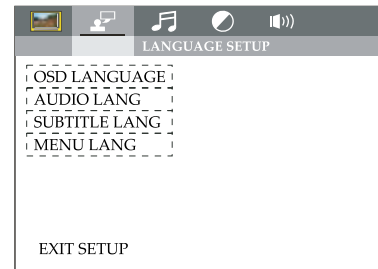 LANGUAGE SETUP
OSD LANGUAGE
AUDIO LANG
SUBTITLE LANG
MENU LANG
EXIT SETUP